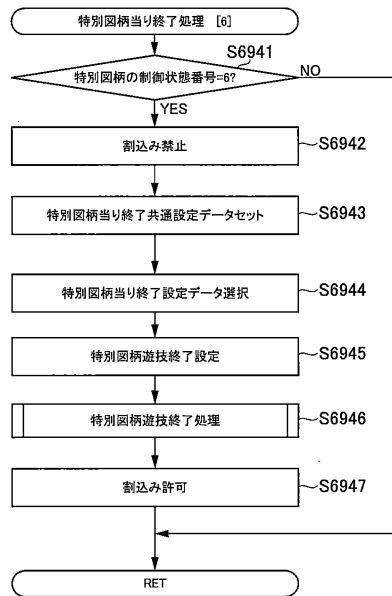 特別図柄当り終了処理 [6]
S6941
特別図柄の制御状態番号=6?
NO
YES
割込み禁止
S6942
特別図柄当り終了共通設定データセット
S6943
特別図柄当り終了設定データ選択
S6944
特別図柄遊技終了設定
S6945
特別図柄遊技終了処理
S6946
割込み許可
S6947
RET